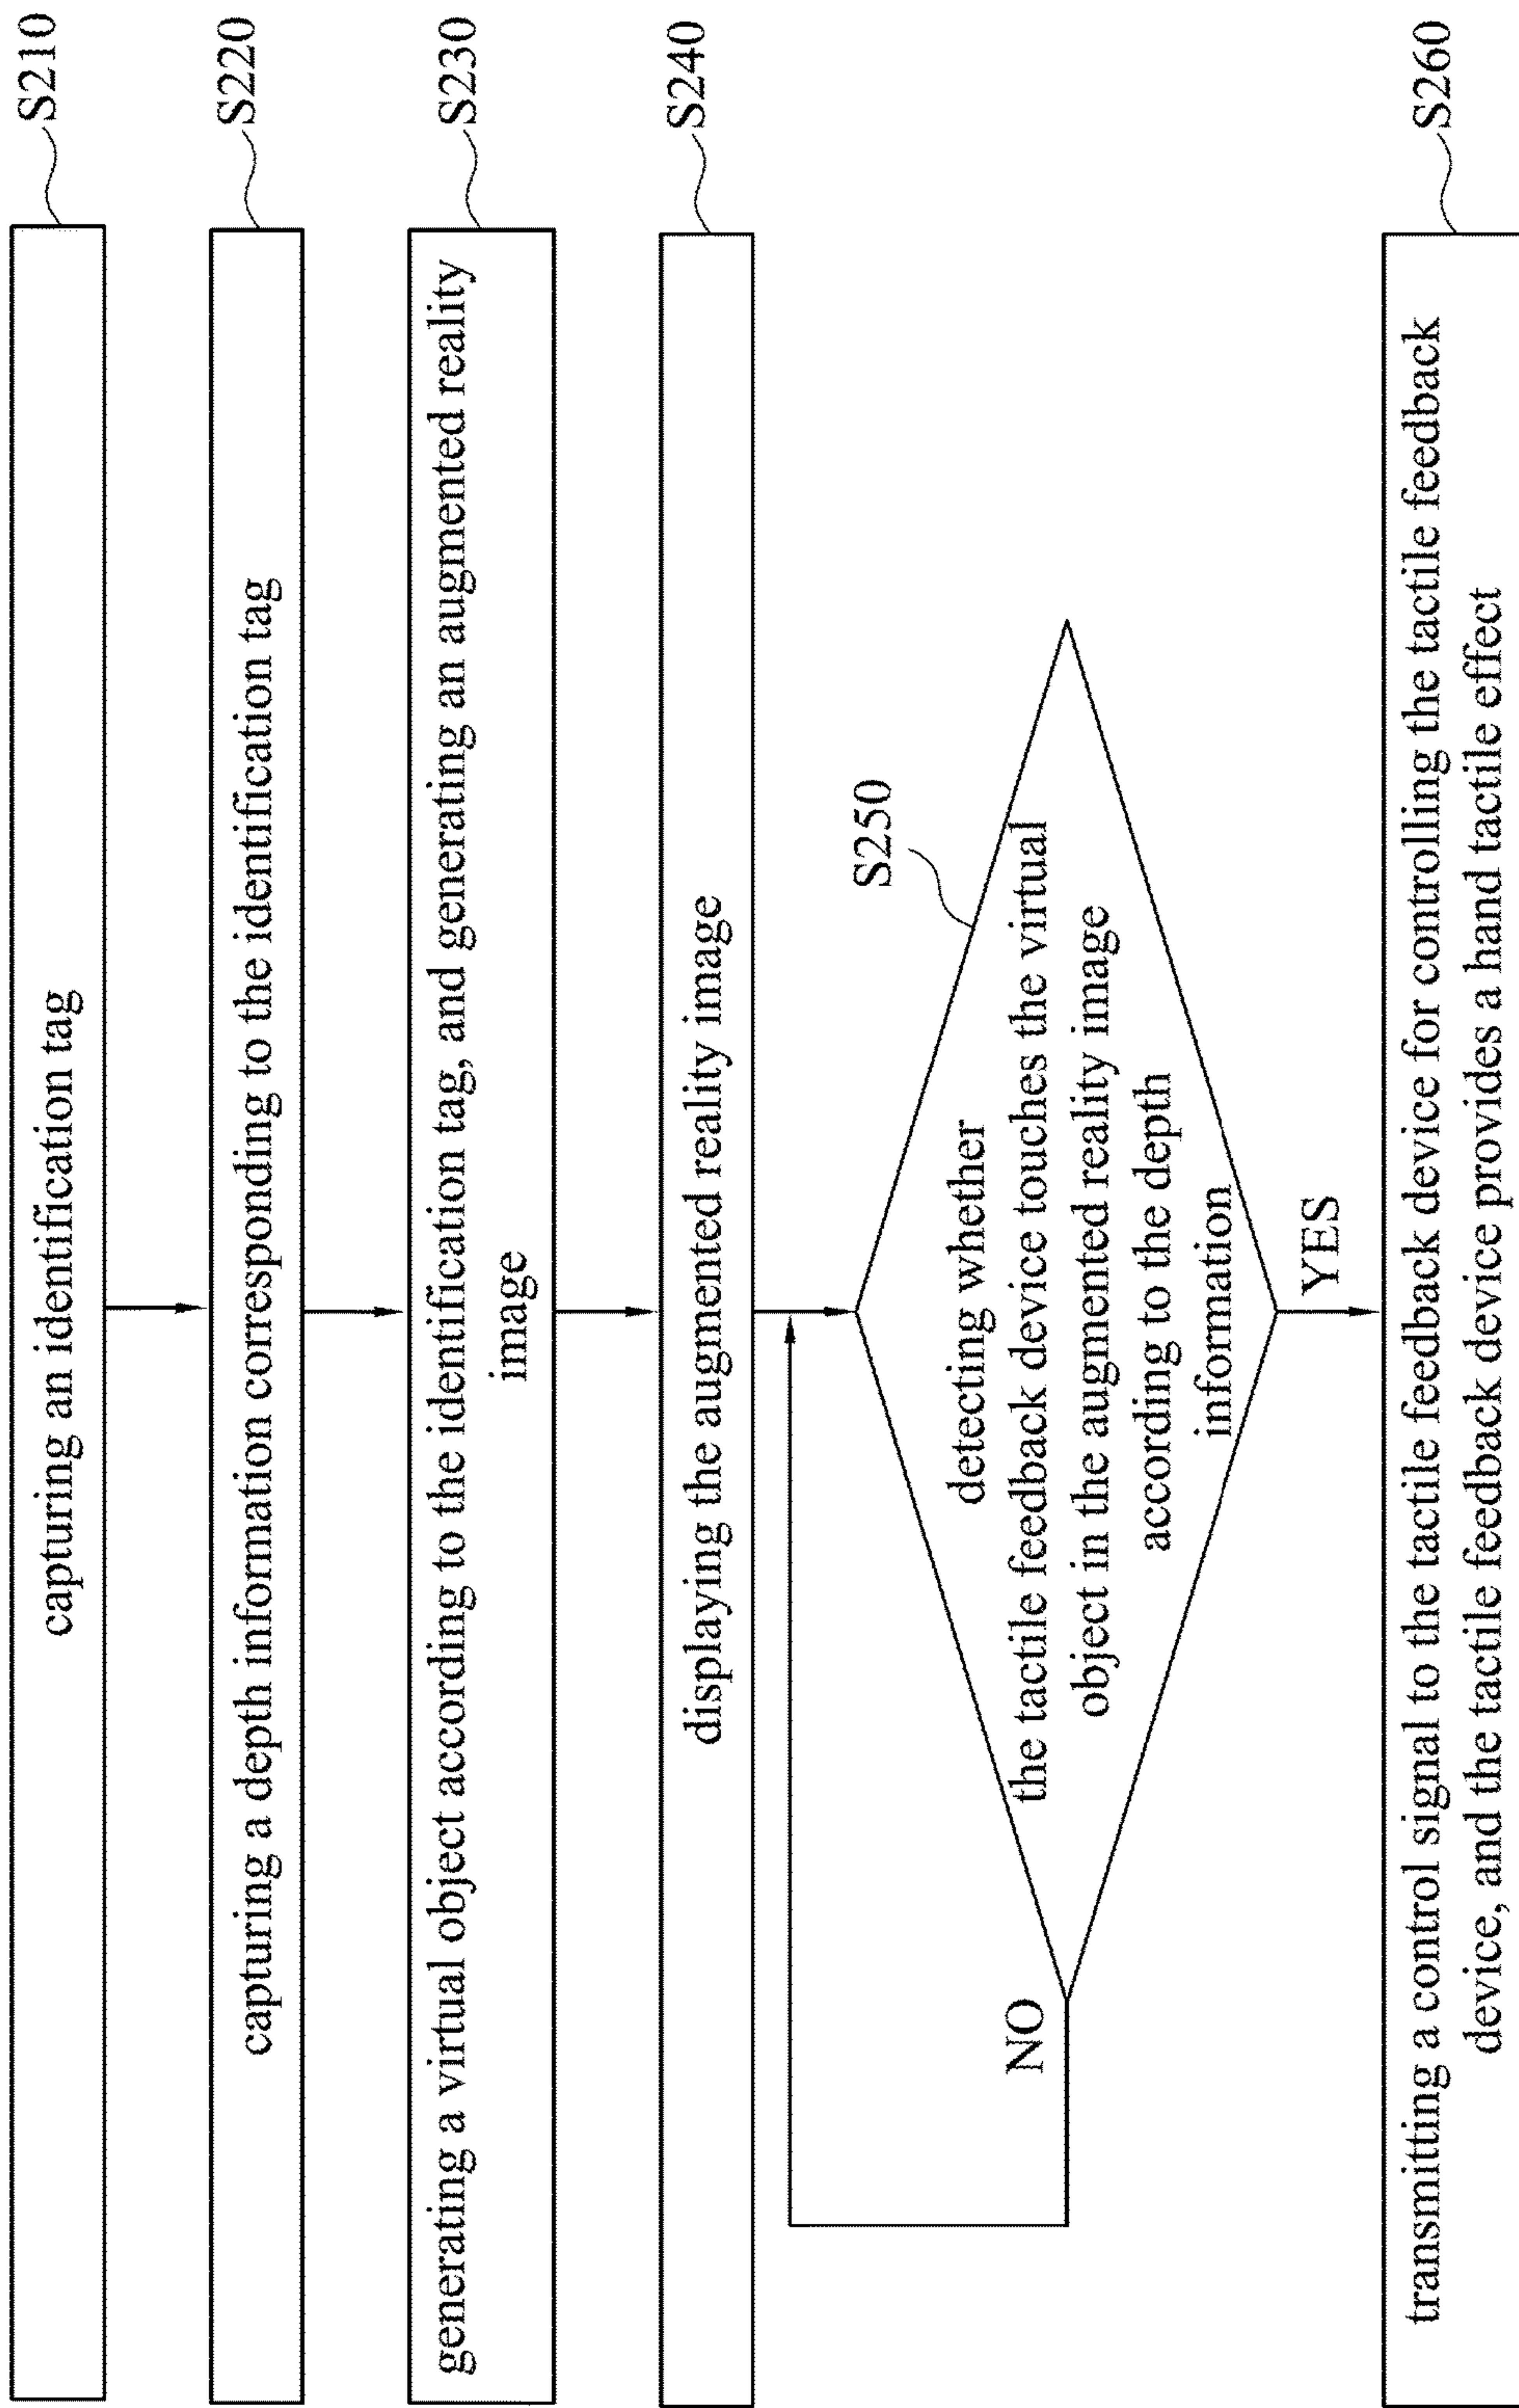 capturing an identification tag
S210
capturing a depth information corresponding to the identification tag
S220
generating a virtual object according to the identification tag, and generating an augmented reality
image
S230
displaying the augmented reality image
S240
detecting whether
the tactile feedback device touches the virtual
object in the augmented reality image
according to the depth
information
S250
NO
YES
transmitting a control signal to the tactile feedback device for controlling the tactile feedback
device, and the tactile feedback device provides a hand tactile effect
S260